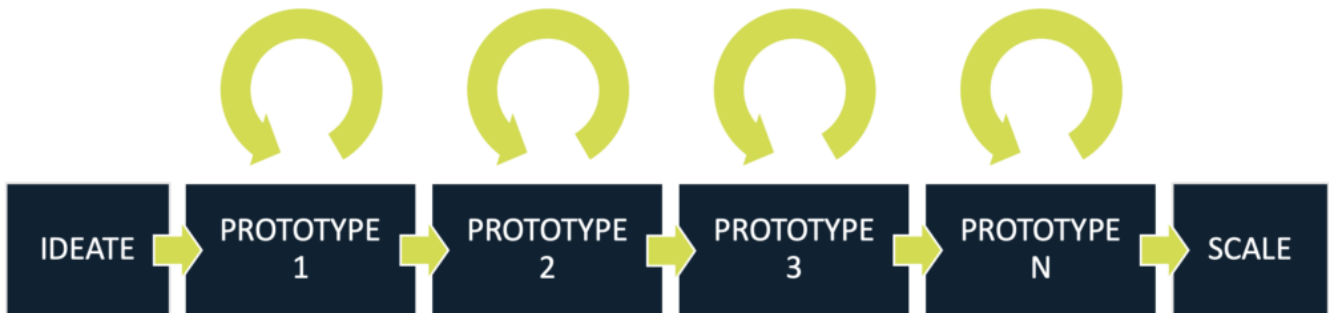 IDEATE
PROTOTYPE
1
PROTOTYPE
2
PROTOTYPE
3
PROTOTYPE
N
SCALE